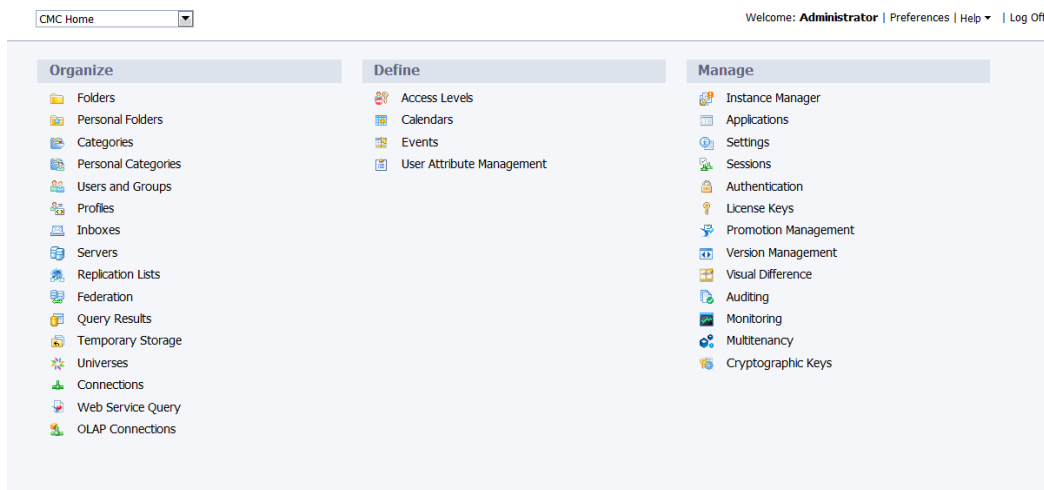 CMC Home
Welcome: Administrator | Preferences | Help | Log Off
Organize
Folders
Personal Folders
Categories
Personal Categories
Users and Groups
Profiles
Inboxes
Servers
Replication Lists
Federation
Query Results
Temporary Storage
Universes
Connections
Web Service Query
OLAP Connections
Define
Access Levels
Calendars
Events
User Attribute Management
Manage
Instance Manager
Applications
Settings
Sessions
Authentication
License Keys
Promotion Management
Version Management
Visual Difference
Auditing
Monitoring
Multitenancy
Cryptographic Keys